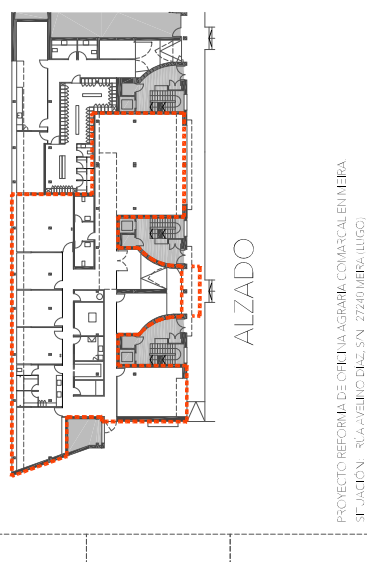 ALZADO
PROYECTO REFORMA DE OFICINA AGRARIA COMARCAL EN MEIRA
SITUACIÓN : RÚA AVELINO DÍAZ, S/N 27240 MEIRA (LUGO)